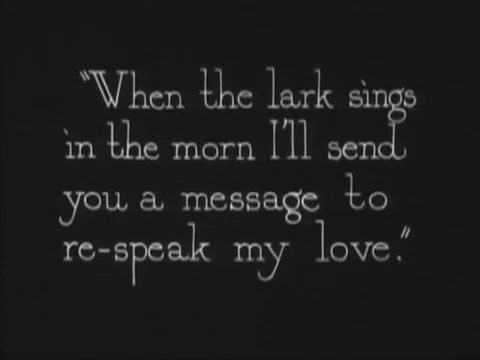 "When the lark sings
in the morn I'll send
you a message to
re-speak my love."